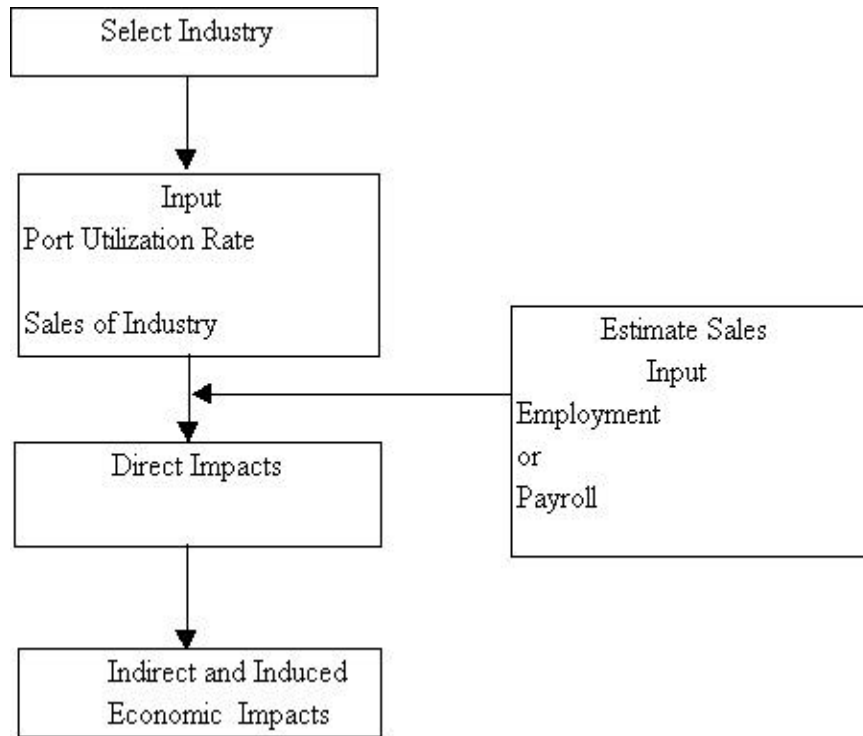 Select Industry
Input
Port Utilization Rate
Sales of Industry
Estimate Sales
Input
Employment
or
Payroll
Direct Impacts
Indirect and Induced
Economic Impacts